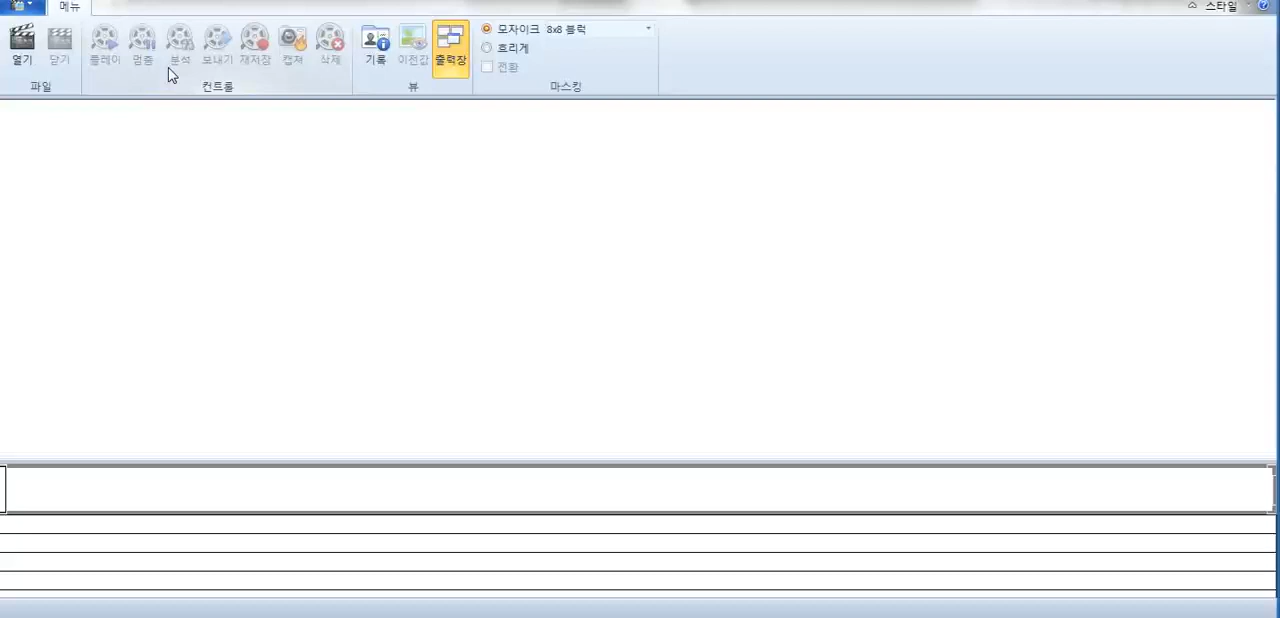 메뉴
스타일
열기
닫기
플레이
멈춤
분석
보내기
재저장
캡쳐
삭제
기록
이전값
출력창
모자이크 8x8 블럭
흐리게
전환
파일
컨트롤
뷰
마스킹